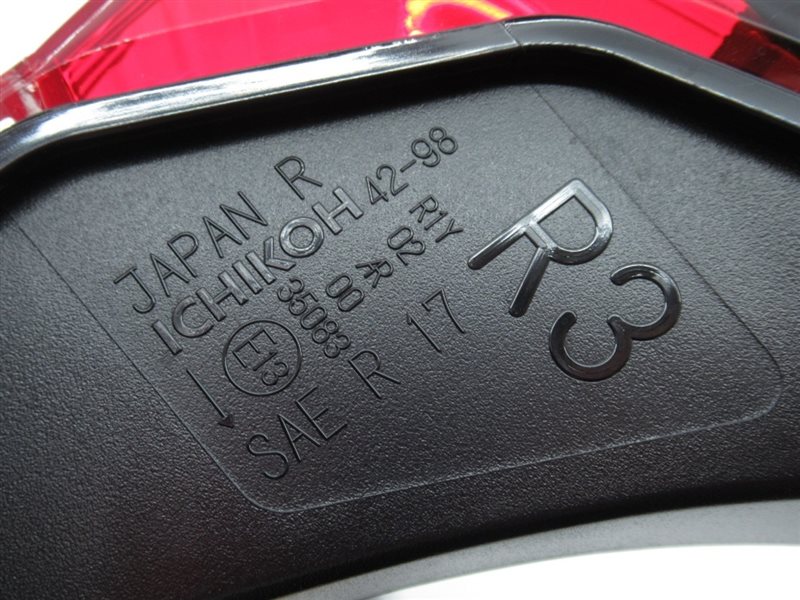 JAPAN R
ICHIKOH 42-98
R1Y
02 A
00
35083
E13
SAE R 17
R3